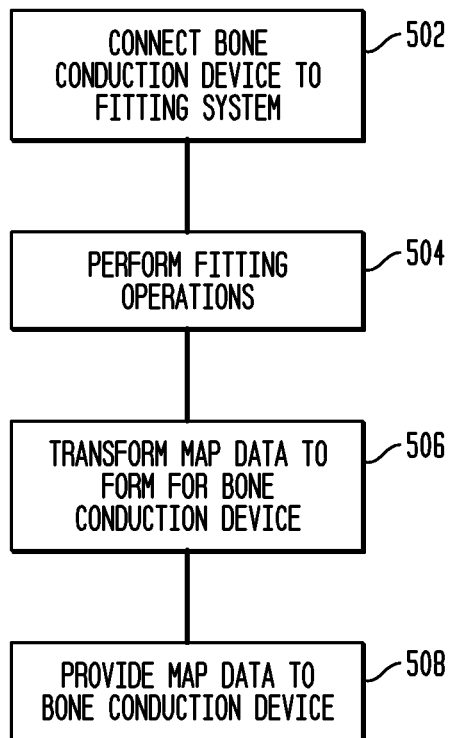 CONNECT BONE
CONDUCTION DEVICE TO
FITTING SYSTEM
502
PERFORM FITTING
OPERATIONS
504
TRANSFORM MAP DATA TO
FORM FOR BONE
CONDUCTION DEVICE
506
PROVIDE MAP DATA TO
BONE CONDUCTION DEVICE
508